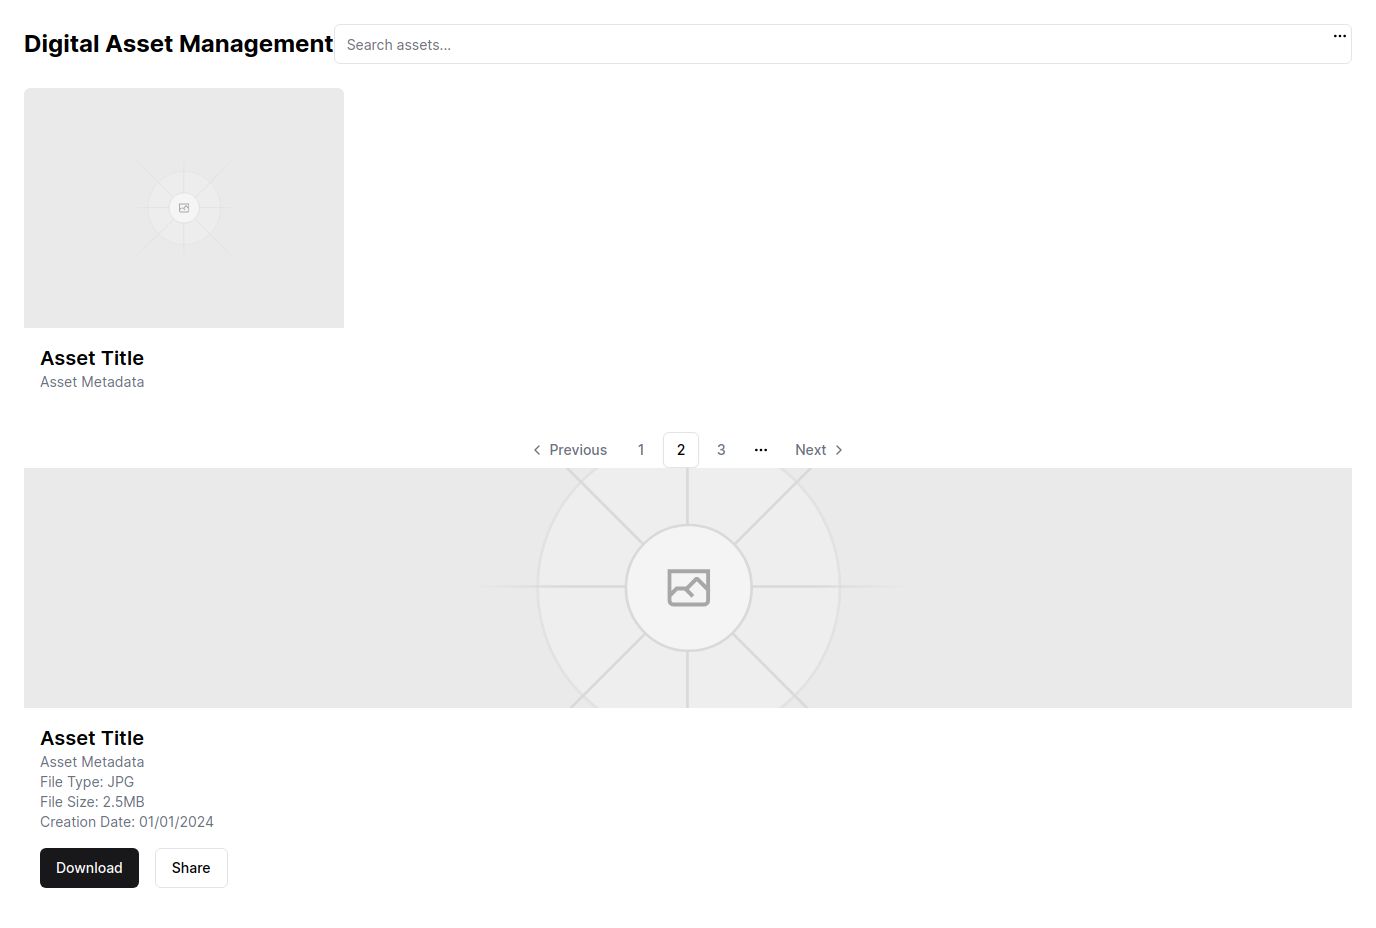 Digital Asset Management
Search assets...
Asset Title
Asset Metadata
Previous 1 2 3 ... Next
Asset Title
Asset Metadata
File Type: JPG
File Size: 2.5MB
Creation Date: 01/01/2024
Download Share